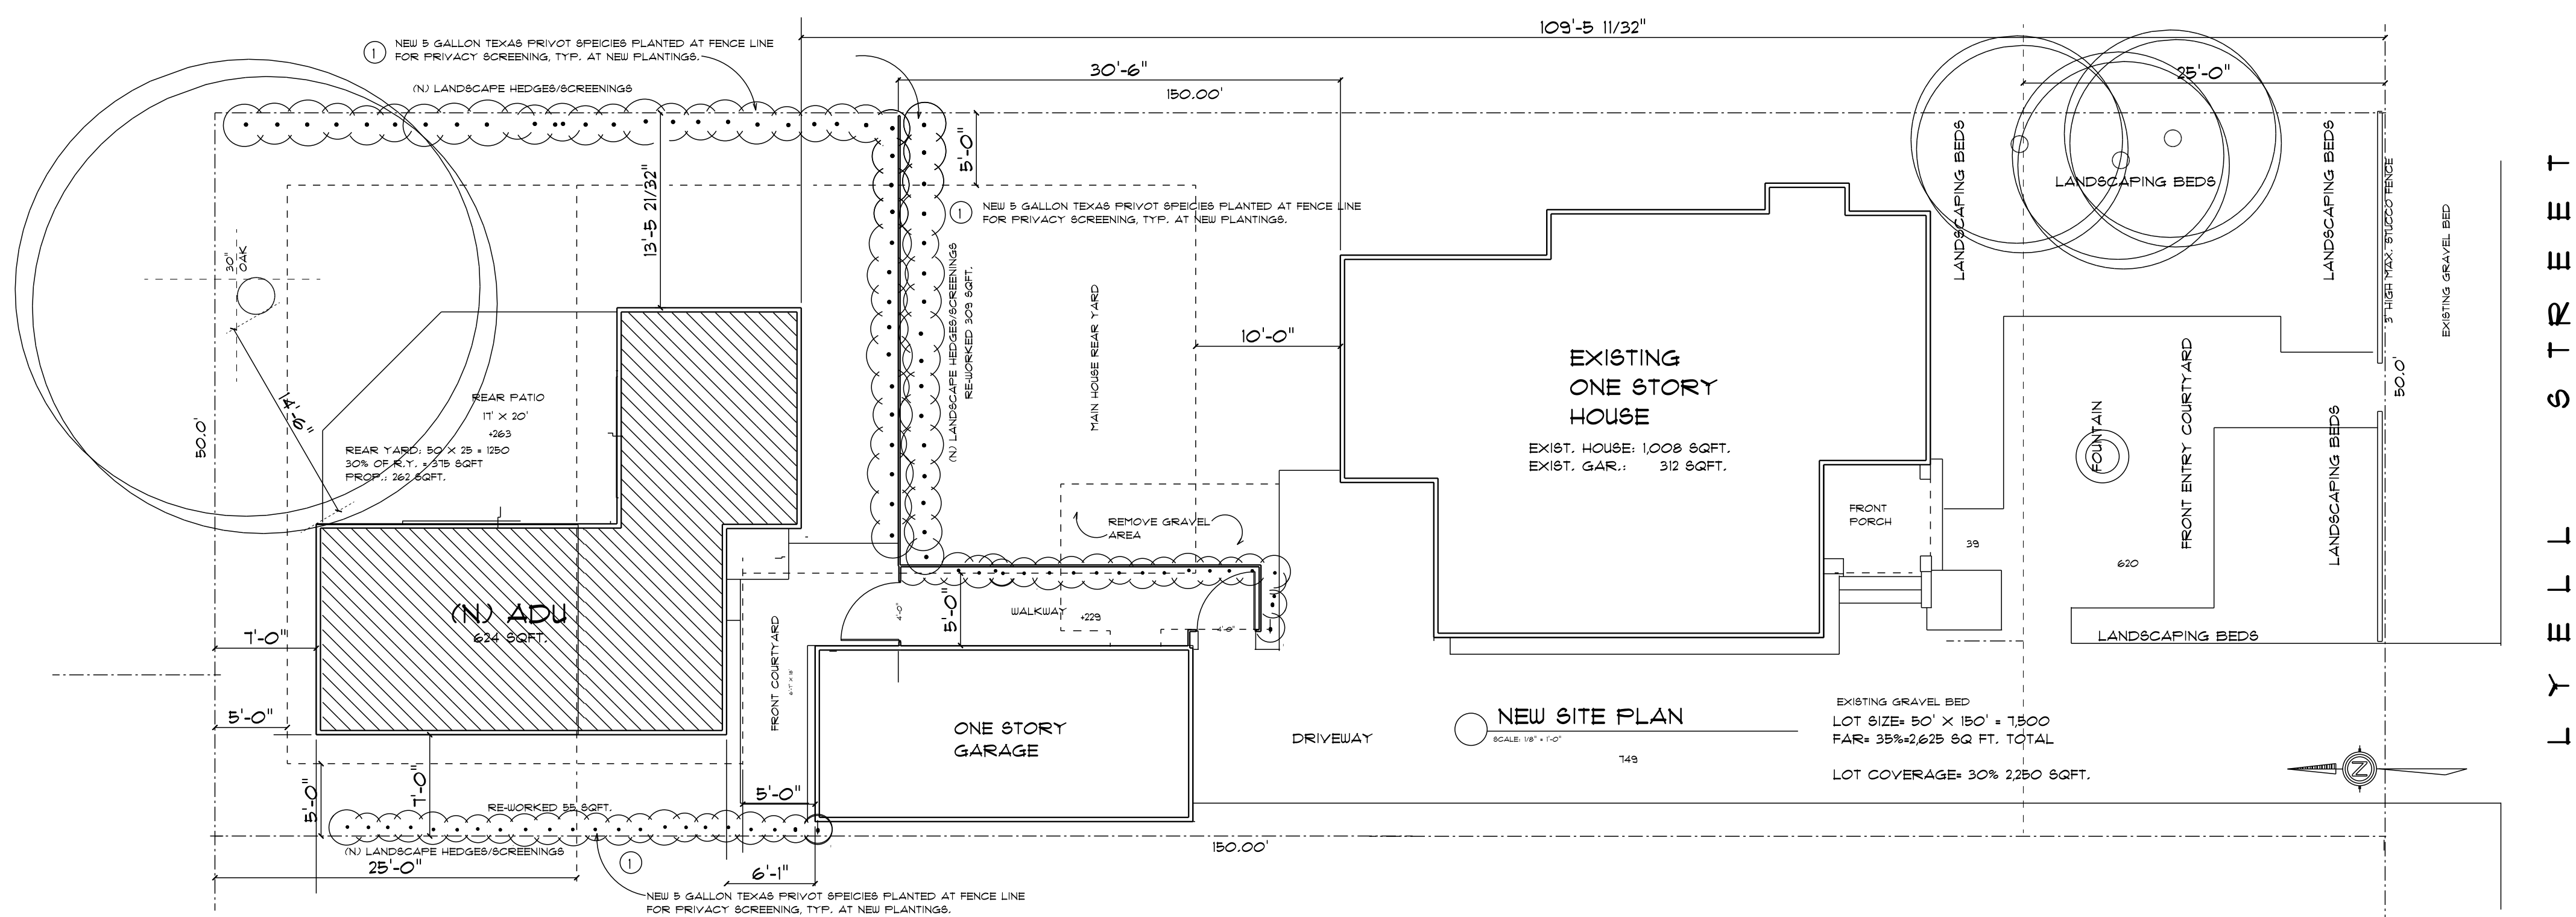 109'-5 11/32"
1
NEW 5 GALLON TEXAS PRIVOT SPEICIES PLANTED AT FENCE LINE
FOR PRIVACY SCREENING, TYP. AT NEW PLANTINGS.
(N) LANDSCAPE HEDGES/SCREENINGS
30'-6"
150.00'
25'-0"
5'-0"
13'-5 21/32"
1
NEW 5 GALLON TEXAS PRIVOT SPEICIES PLANTED AT FENCE LINE
FOR PRIVACY SCREENING, TYP. AT NEW PLANTINGS.
LANDSCAPING BEDS
LANDSCAPING BEDS
LANDSCAPING BEDS
3' HIGH MAX. STUCCO FENCE
EXISTING GRAVEL BED
LYELL STREET
30"
OAK
14'-6"
50.0'
REAR PATIO
17' X 20'
+263
REAR YARD: 50 X 25 = 1250
30% OF R.Y. = 375 SQFT
PROP.: 262 SQFT.
(N) LANDSCAPE HEDGES/SCREENINGS
RE-WORKED 309 SQFT.
MAIN HOUSE REAR YARD
10'-0"
EXISTING
ONE STORY
HOUSE
EXIST. HOUSE: 1,008 SQFT.
EXIST. GAR.: 312 SQFT.
50.0'
FOUNTAIN
FRONT ENTRY COURTYARD
LANDSCAPING BEDS
FRONT
PORCH
39
620
REMOVE GRAVEL
AREA
(N) ADU
624 SQFT.
7'-0"
4'-0"
5'-0"
WALKWAY
+229
LANDSCAPING BEDS
FRONT COURTYARD
5'-0"
ONE STORY
GARAGE
DRIVEWAY
NEW SITE PLAN
SCALE: 1/8" = 1'-0"
749
EXISTING GRAVEL BED
LOT SIZE= 50' X 150' = 7,500
FAR= 35%=2,625 SQ FT. TOTAL
LOT COVERAGE= 30% 2,250 SQFT.
N
5'-0"
7'-0"
5'-0"
RE-WORKED 55 SQFT.
(N) LANDSCAPE HEDGES/SCREENINGS
25'-0"
1
6'-1"
150.00'
NEW 5 GALLON TEXAS PRIVOT SPEICIES PLANTED AT FENCE LINE
FOR PRIVACY SCREENING, TYP. AT NEW PLANTINGS.